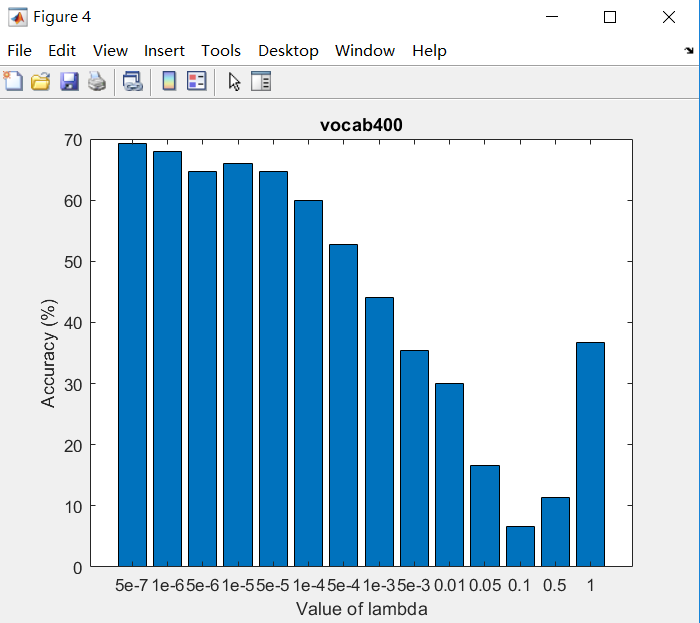 Figure 4
File Edit View Insert Tools Desktop Window Help
vocab400
70
60
50
40
30
20
10
0
Accuracy (%)
5e-7 1e-6 5e-6 1e-5 5e-5 1e-4 5e-4 1e-3 5e-3 0.01 0.05 0.1 0.5 1
Value of lambda